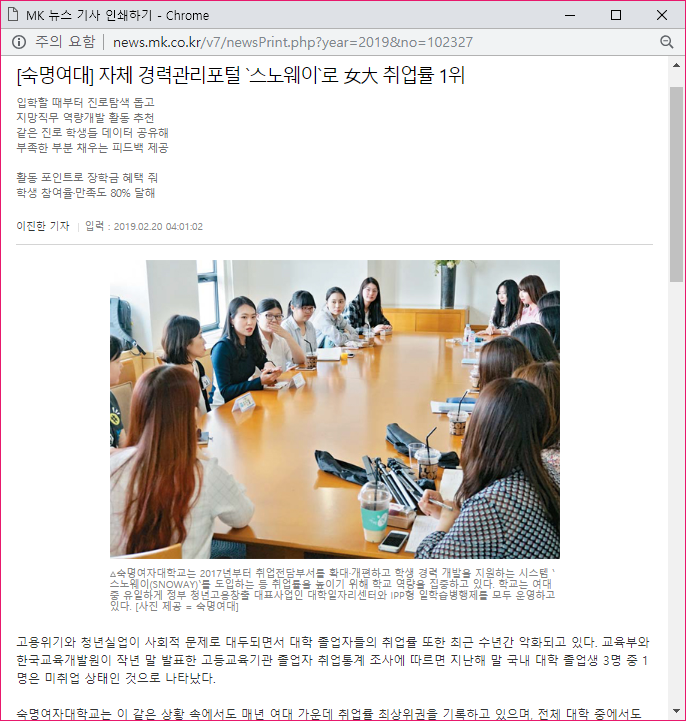 MK 뉴스 기사 인쇄하기 - Chrome
주의 요함 | news.mk.co.kr/v7/newsPrint.php?year=2019&no=102327
[숙명여대] 자체 경력관리포털 `스노웨이`로 女大 취업률 1위
입학할 때부터 진로탐색 돕고
지망직무 역량개발 활동 추천
같은 진로 학생들 데이터 공유해
부족한 부분 채우는 피드백 제공
활동 포인트로 장학금 혜택 줘
학생 참여율·만족도 80% 달해
이진한 기자 | 입력 : 2019.02.20 04:01:02
△숙명여자대학교는 2017년부터 취업전담부서를 확대·개편하고 학생 경력 개발을 지원하는 시스템 `
스노웨이(SNOWAY)`를 도입하는 등 취업률을 높이기 위해 학교 역량을 집중하고 있다. 학교는 여대
중 유일하게 정부 청년고용창출 대표사업인 대학일자리센터와 IPP형 일학습병행제를 모두 운영하고
있다. [사진 제공 = 숙명여대]
고용위기와 청년실업이 사회적 문제로 대두되면서 대학 졸업자들의 취업률 또한 최근 수년간 악화되고 있다. 교육부와
한국교육개발원이 작년 말 발표한 고등교육기관 졸업자 취업통계 조사에 따르면 지난해 말 국내 대학 졸업생 3명 중 1
명은 미취업 상태인 것으로 나타났다.
숙명여자대학교는 이 같은 상황 속에서도 매년 여대 가운데 취업률 최상위권을 기록하고 있으며, 전체 대학 중에서도